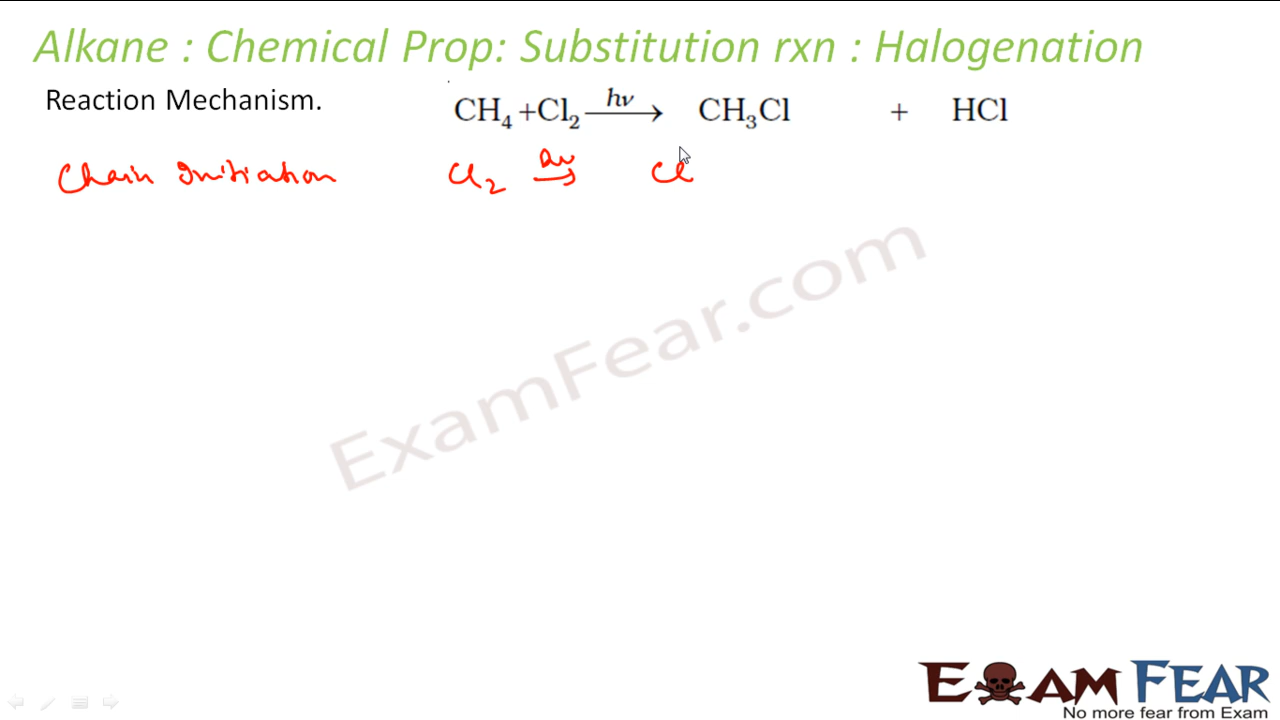 Alkane : Chemical Prop: Substitution rxn : Halogenation
Reaction Mechanism. CH₄ +Cl₂ hν → CH₃Cl + HCl
Chain Initiation Cl₂ hν → Cl
ExamFear.com
EXAM FEAR
No more fear from Exam